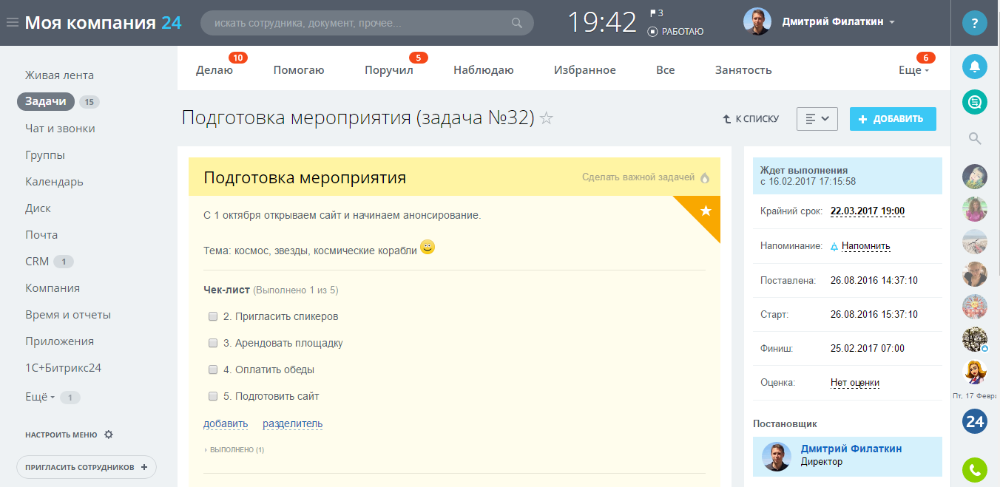 Моя компания 24
искать сотрудника, документ, прочее...
19:42
3
РАБОТАЮ
Дмитрий Филаткин
?
Живая лента
Задачи 15
Чат и звонки
Группы
Календарь
Диск
Почта
CRM 1
Компания
Время и отчеты
Приложения
1С+Битрикс24
Ещё 1
НАСТРОИТЬ МЕНЮ
ПРИГЛАСИТЬ СОТРУДНИКОВ +
Делаю 10
Помогаю
Поручил 5
Наблюдаю
Избранное
Все
Занятость
Еще 6
Подготовка мероприятия (задача №32)
К СПИСКУ
+ ДОБАВИТЬ
Подготовка мероприятия
Сделать важной задачей
С 1 октября открываем сайт и начинаем анонсирование.
Тема: космос, звезды, космические корабли
Чек-лист (Выполнено 1 из 5)
2. Пригласить спикеров
3. Арендовать площадку
4. Оплатить обеды
5. Подготовить сайт
добавить разделитель
ВЫПОЛНЕНО (1)
Ждет выполнения
с 16.02.2017 17:15:58
Крайний срок: 22.03.2017 19:00
Напоминание: Напомнить
Поставлена: 26.08.2016 14:37:10
Старт: 26.08.2016 15:37:10
Финиш: 25.02.2017 07:00
Оценка: Нет оценки
Постановщик
Дмитрий Филаткин
Директор
Пт, 17 Февра
24